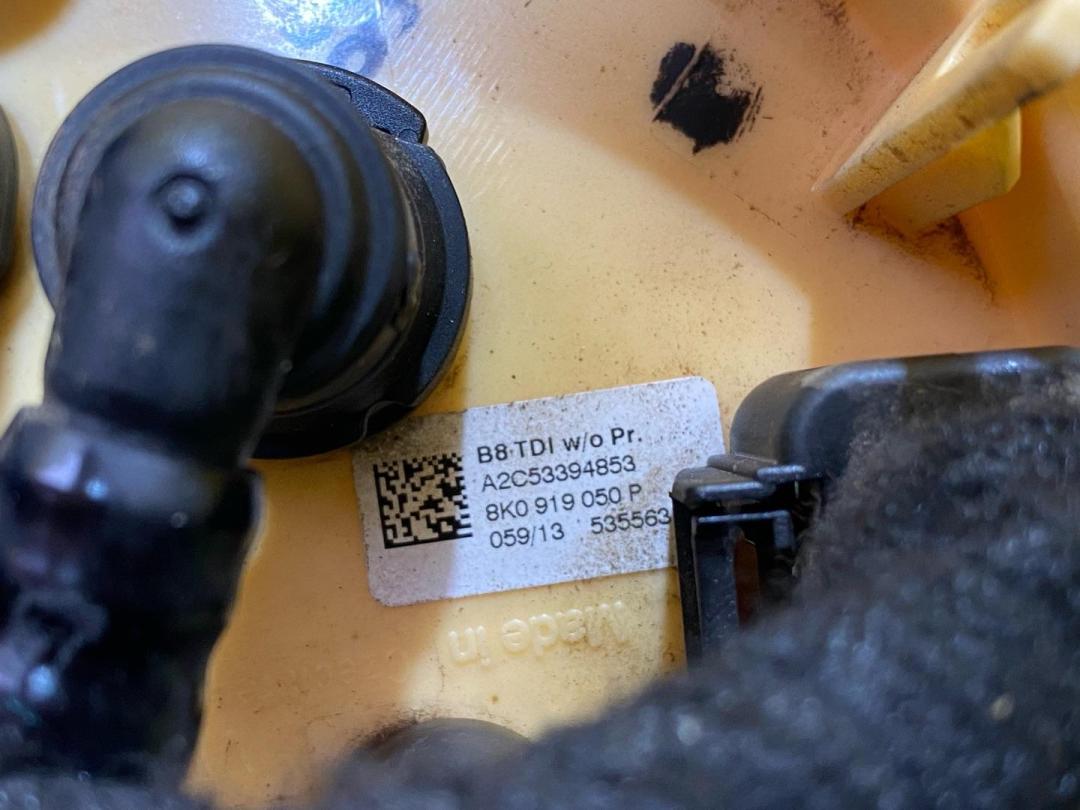 B8 TDI w/o Pr.
A2C53394853
8K0 919 050 P
059/13 535563
Made in